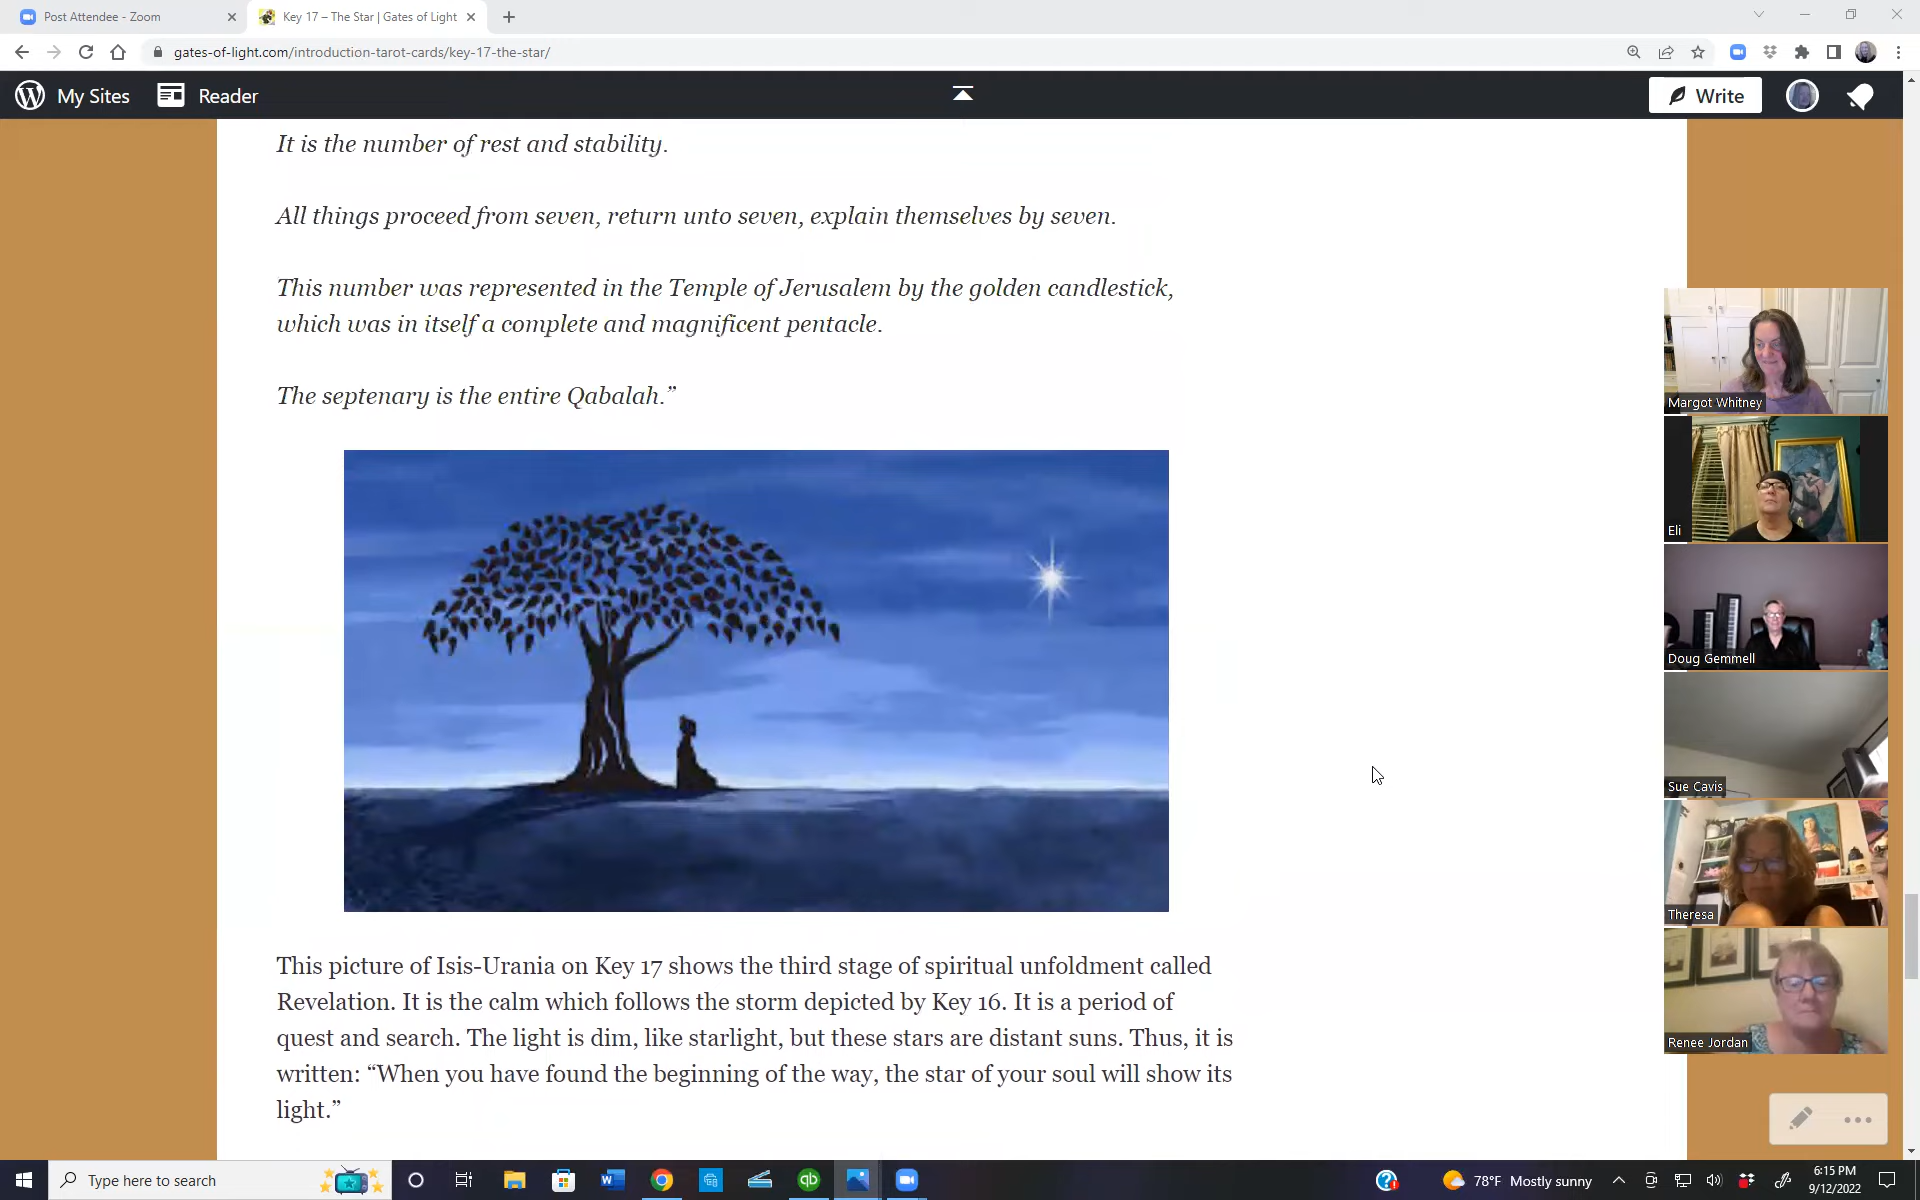 Post Attendee - Zoom
Key 17 – The Star | Gates of Light
gates-of-light.com/introduction-tarot-cards/key-17-the-star/
My Sites
Reader
Write
It is the number of rest and stability.
All things proceed from seven, return unto seven, explain themselves by seven.
This number was represented in the Temple of Jerusalem by the golden candlestick,
which was in itself a complete and magnificent pentacle.
The septenary is the entire Qabalah.”
Margot Whitney
Eli
Doug Gemmell
Sue Cavis
Theresa
Renee Jordan
This picture of Isis-Urania on Key 17 shows the third stage of spiritual unfoldment called
Revelation. It is the calm which follows the storm depicted by Key 16. It is a period of
quest and search. The light is dim, like starlight, but these stars are distant suns. Thus, it is
written: “When you have found the beginning of the way, the star of your soul will show its
light.”
Type here to search
78°F Mostly sunny
6:15 PM
9/12/2022